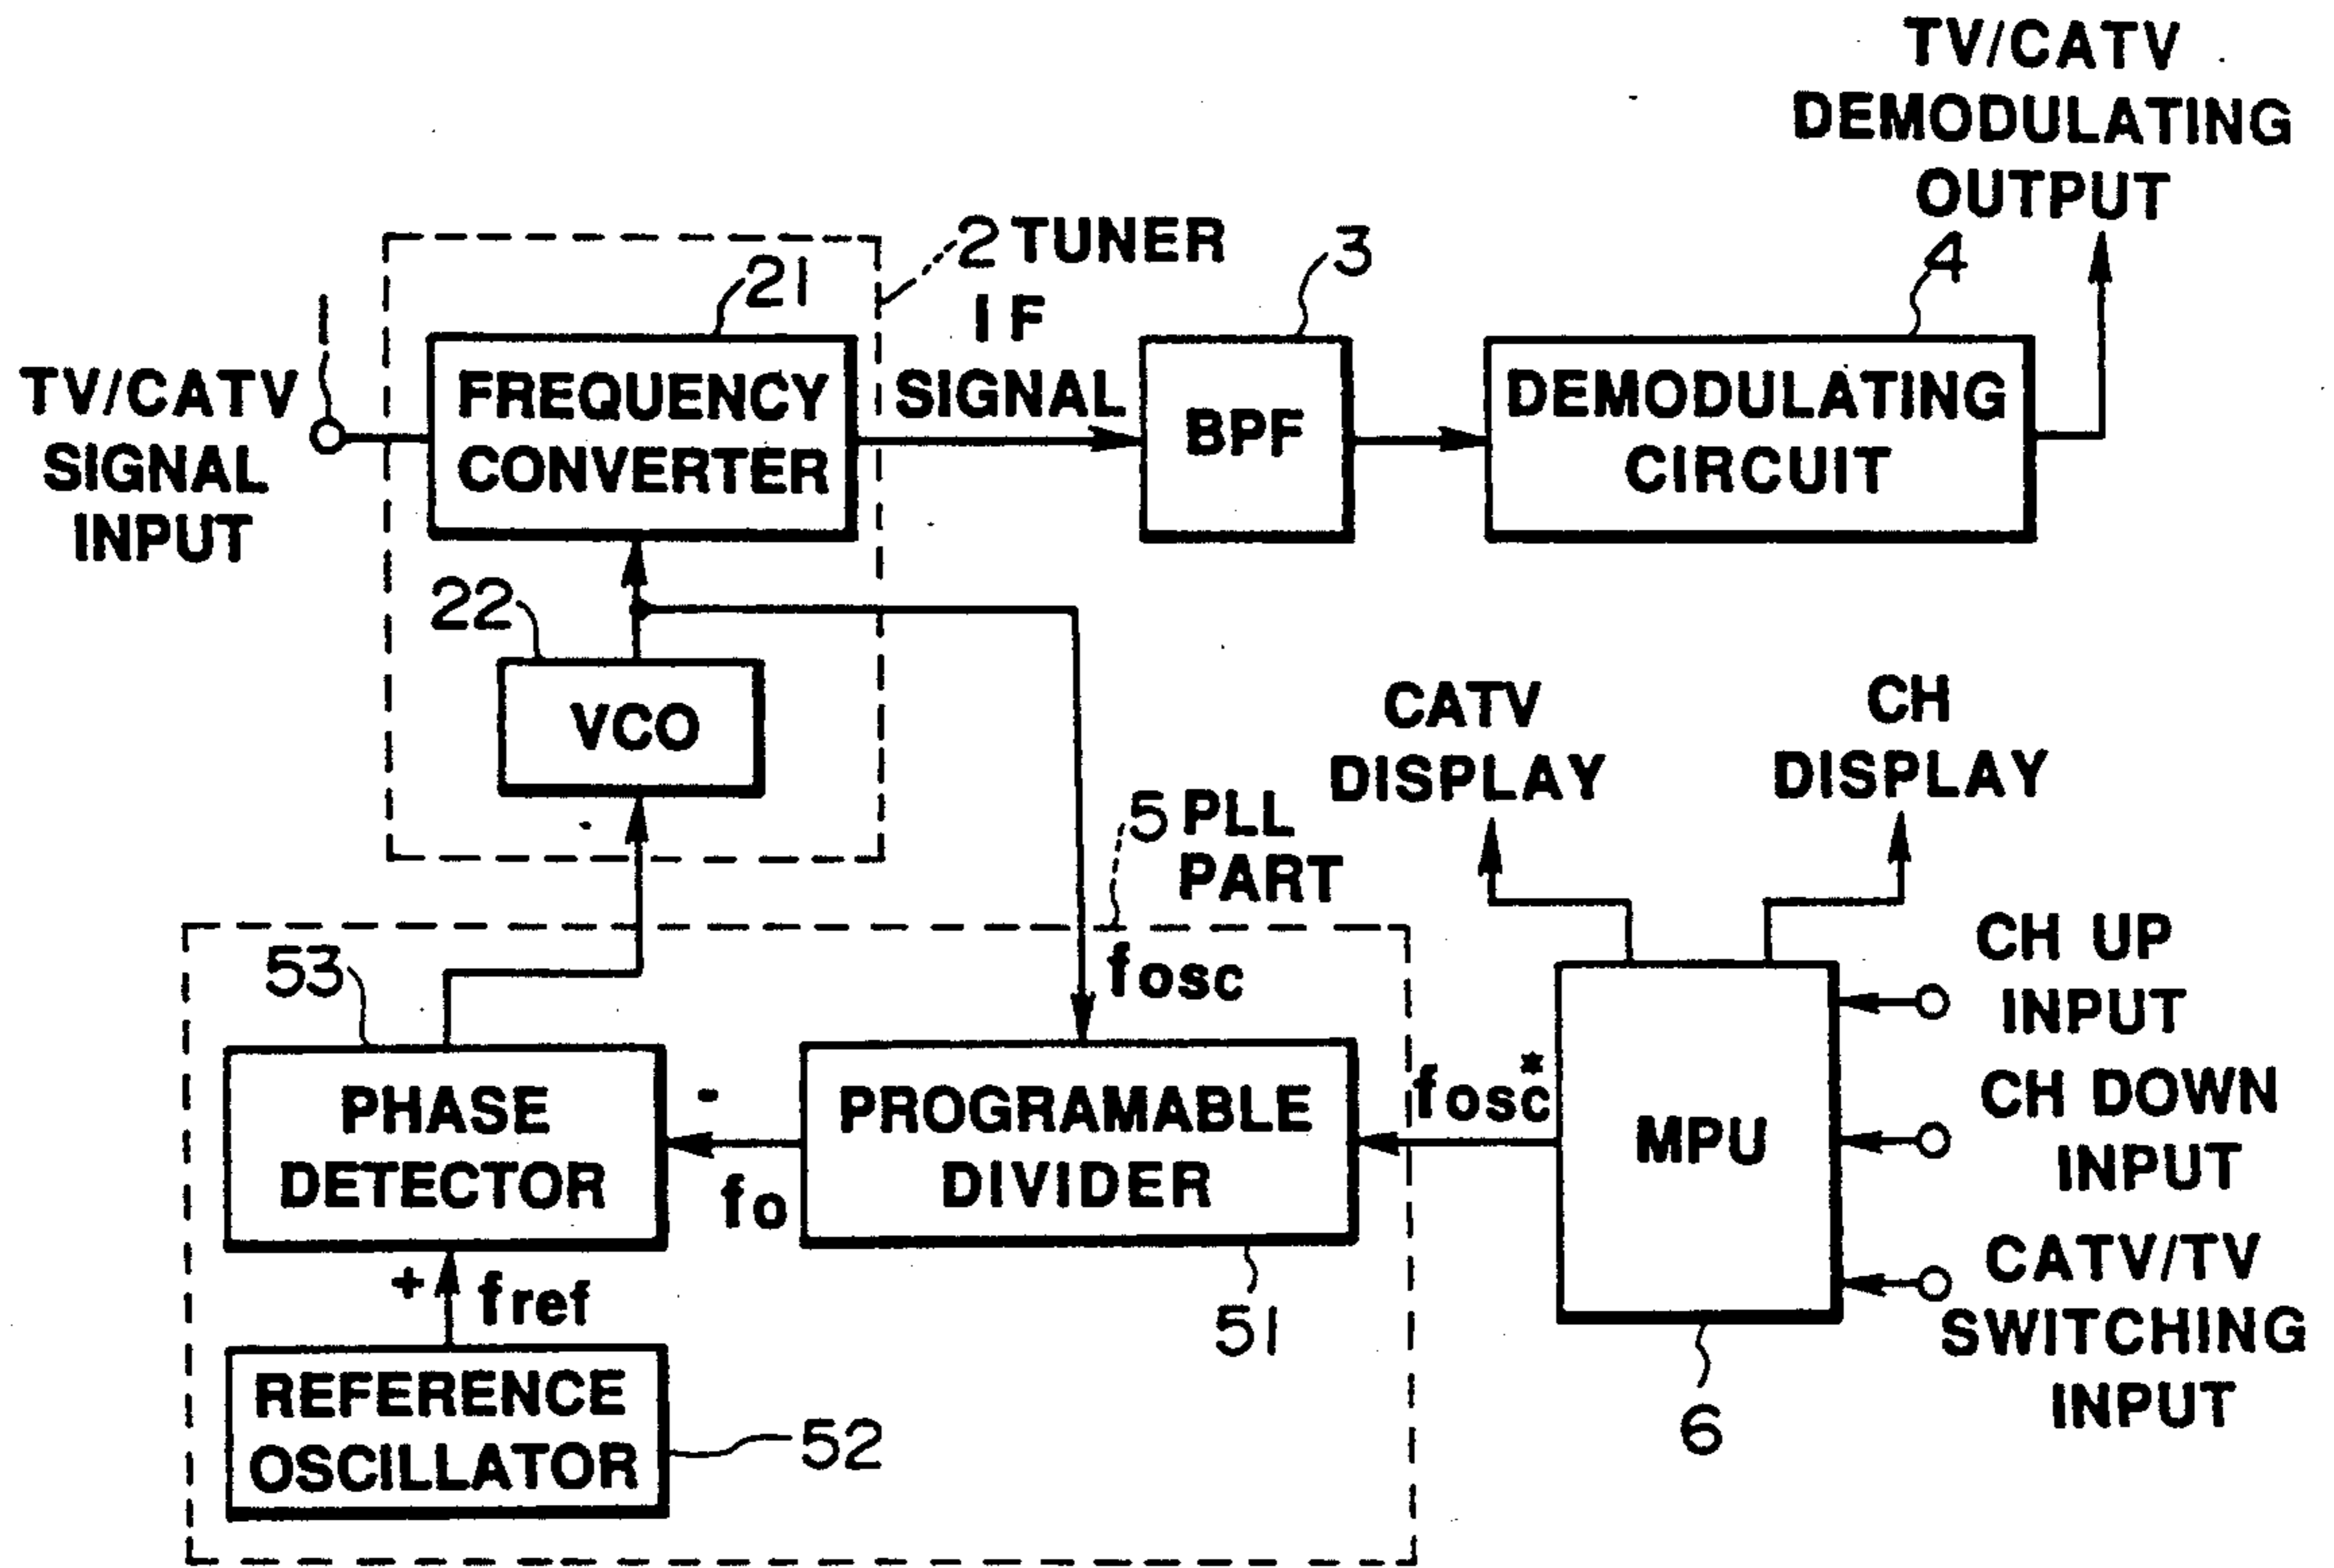 TV/CATV
DEMODULATING
OUTPUT
2 TUNER
3
4
21
IF
SIGNAL
1
TV/CATV
SIGNAL
INPUT
FREQUENCY
CONVERTER
BPF
DEMODULATING
CIRCUIT
22
VCO
CATV
DISPLAY
CH
DISPLAY
5 PLL
PART
53
fosc
CH UP
INPUT
PHASE
DETECTOR
-
fo
PROGRAMABLE
DIVIDER
fosc*
MPU
CH DOWN
INPUT
+ fref
51
CATV/TV
SWITCHING
INPUT
REFERENCE
OSCILLATOR
52
6